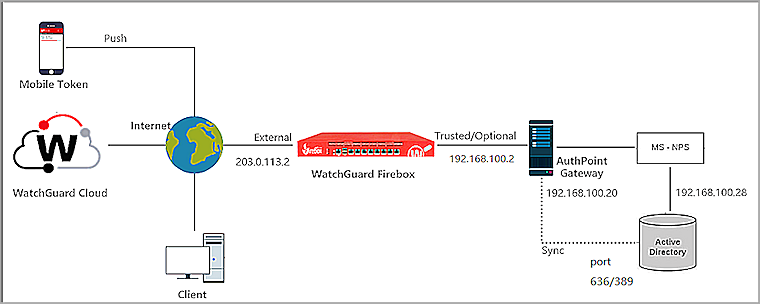 Push
Mobile Token
Internet
External
Trusted/Optional
203.0.113.2
192.168.100.2
WatchGuard Firebox
W
WatchGuard Cloud
AuthPoint
Gateway
MS - NPS
192.168.100.20
192.168.100.28
Active
Directory
Sync
port
636/389
Client